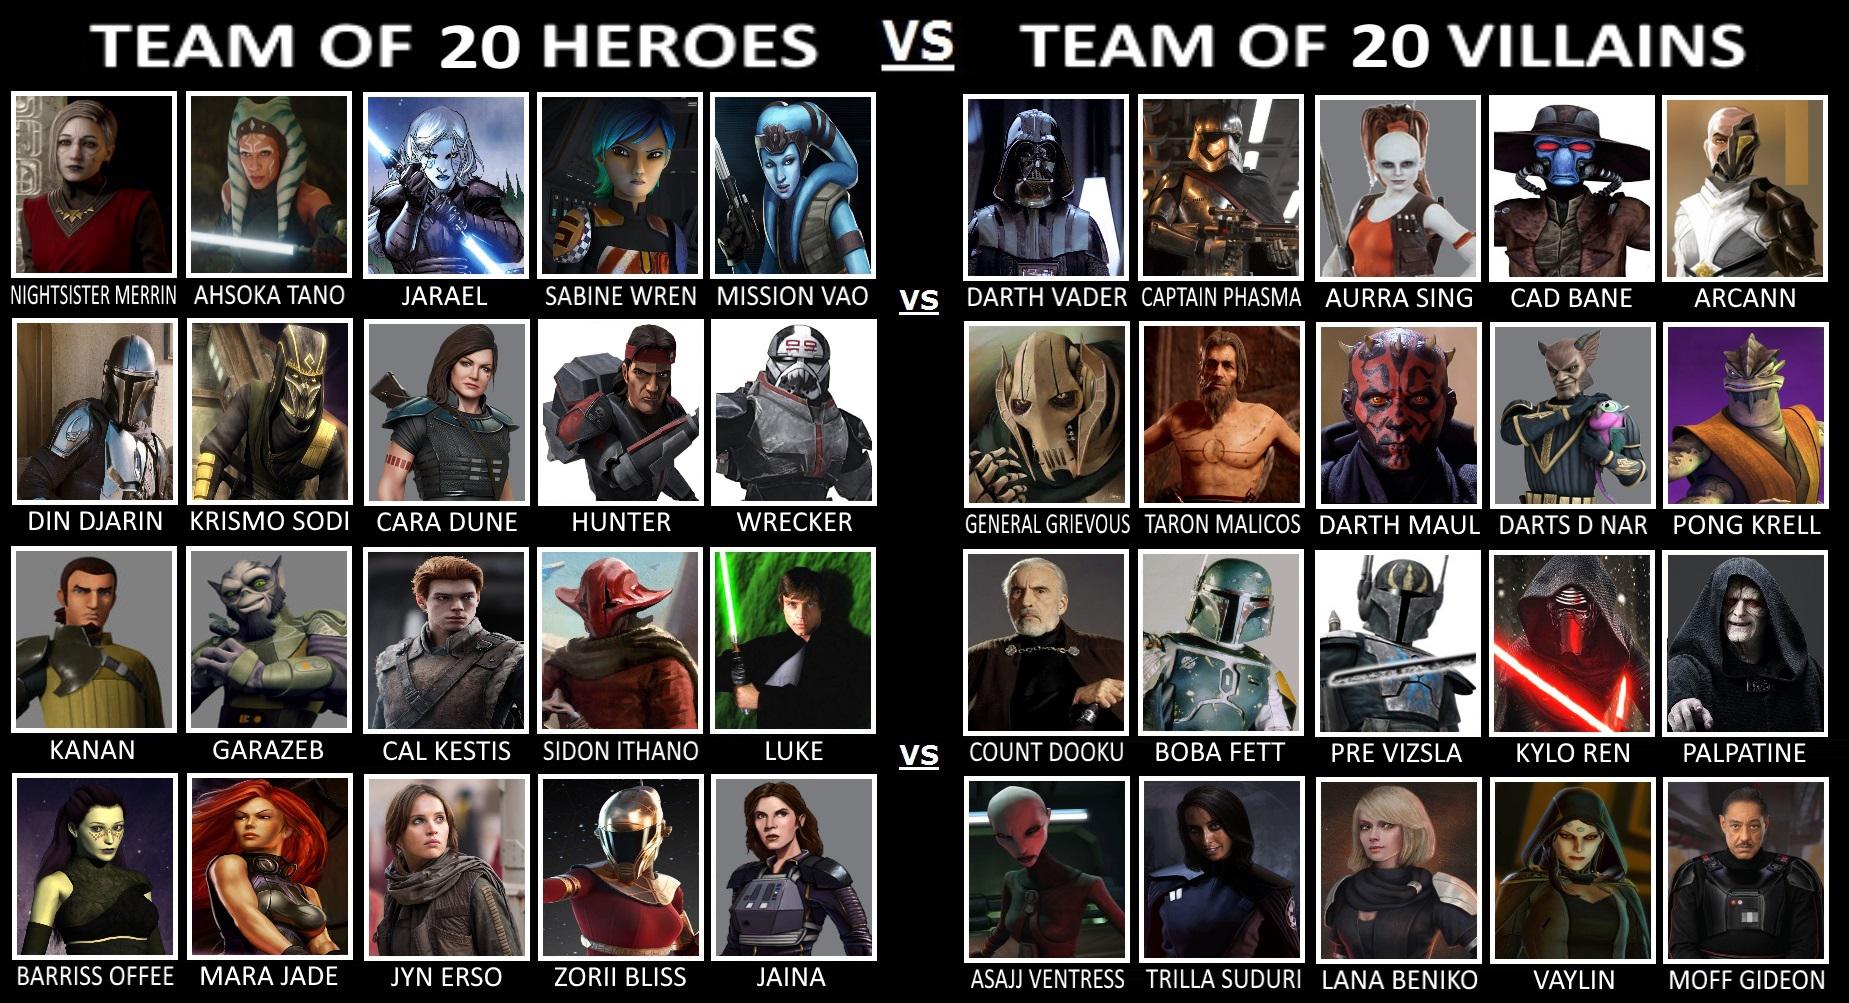 TEAM OF 20 HEROES VS TEAM OF 20 VILLAINS
NIGHTSISTER MERRIN AHSOKA TANO JARAEL SABINE WREN MISSION VAO VS DARTH VADER CAPTAIN PHASMA AURRA SING CAD BANE ARCANN
DIN DJARIN KRISMO SODI CARA DUNE HUNTER WRECKER GENERAL GRIEVOUS TARON MALICOS DARTH MAUL DARTS D NAR PONG KRELL
KANAN GARAZEB CAL KESTIS SIDON ITHANO LUKE VS COUNT DOOKU BOBA FETT PRE VIZSLA KYLO REN PALPATINE
BARRISS OFFEE MARA JADE JYN ERSO ZORII BLISS JAINA ASAJJ VENTRESS TRILLA SUDURI LANA BENIKO VAYLIN MOFF GIDEON